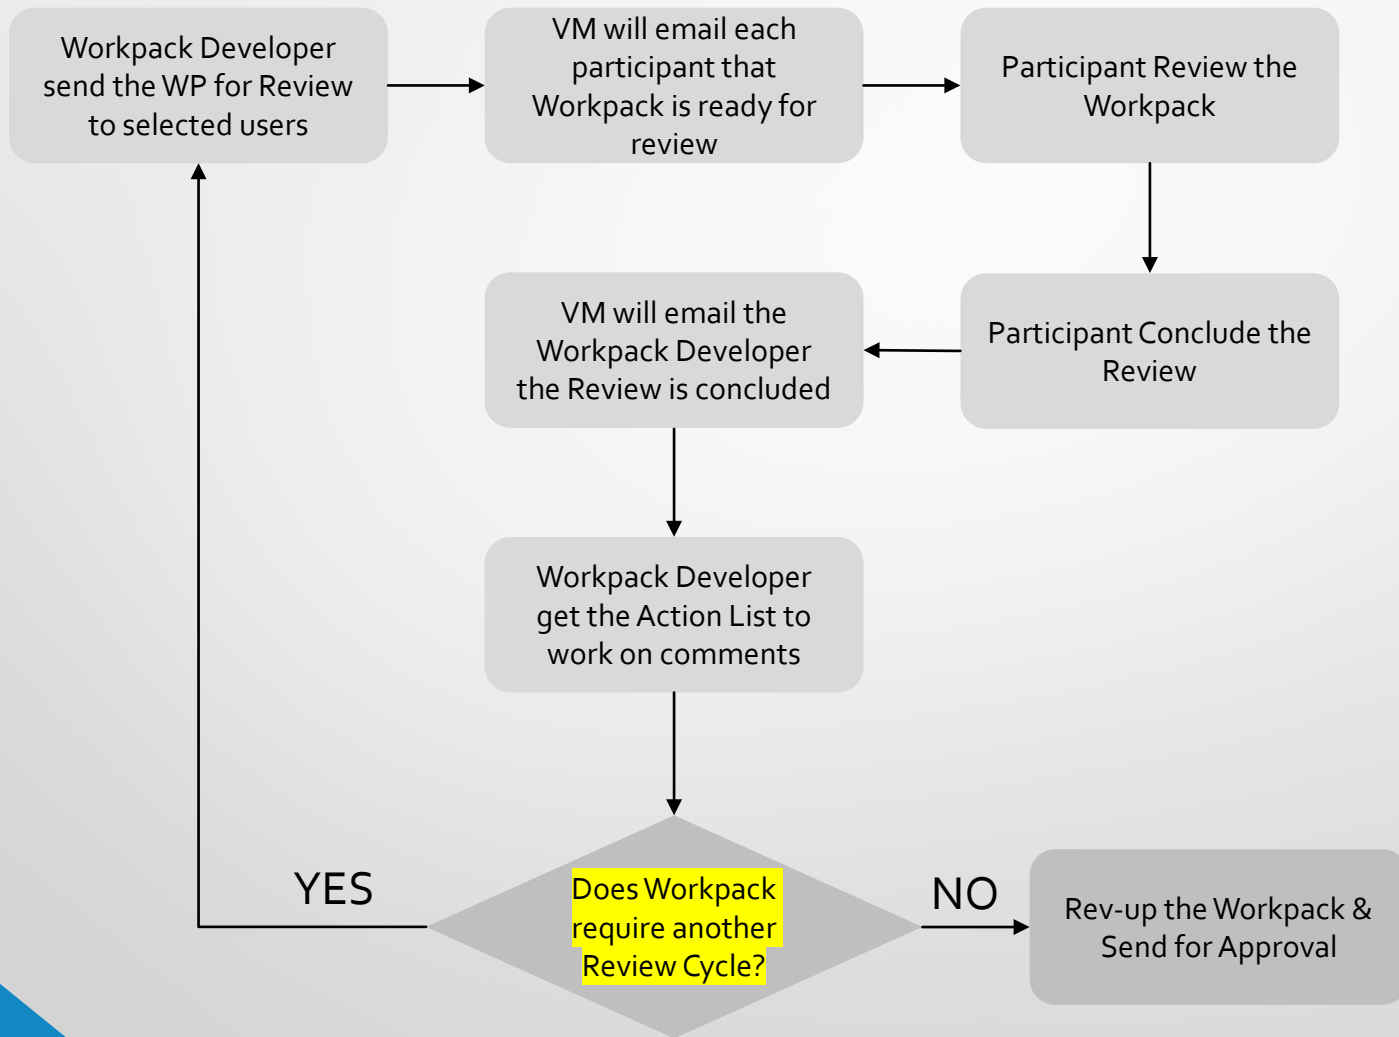 Workpack Developer
send the WP for Review
to selected users
VM will email each
participant that
Workpack is ready for
review
Participant Review the
Workpack
Participant Conclude the
Review
VM will email the
Workpack Developer
the Review is concluded
Workpack Developer
get the Action List to
work on comments
Does Workpack
require another
Review Cycle?
YES
NO
Rev-up the Workpack &
Send for Approval